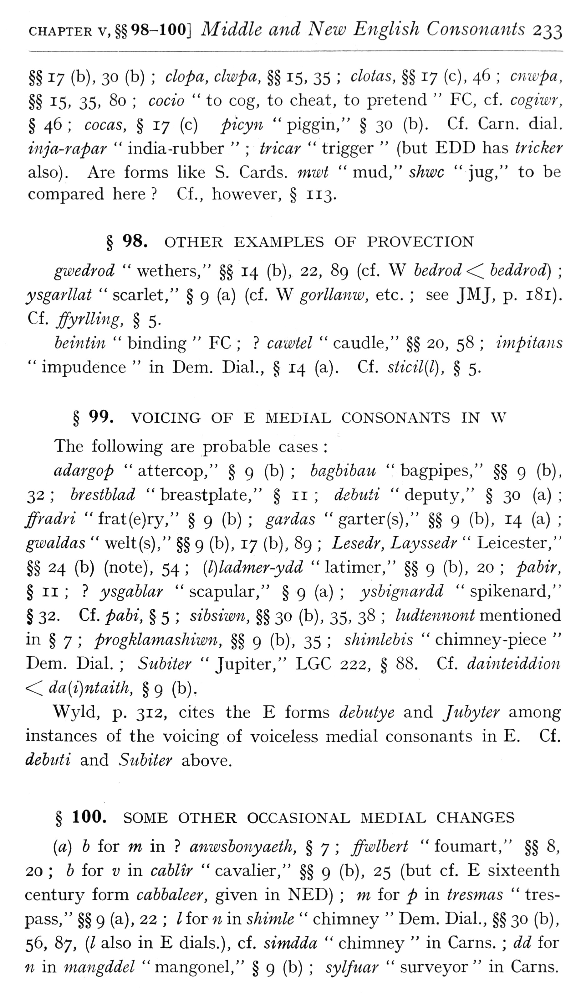 CHAPTER V, §§ 98–100] Middle and New English Consonants 233
§§ 17 (b), 30 (b) ; clopa, clwpa, §§ 15, 35 ; clotas, §§ 17 (c), 46 ; cnwpa,
§§ 15, 35, 80 ; cocio “ to cog, to cheat, to pretend ” FC, cf. cogiwr,
§ 46 ; cocas, § 17 (c) picyn “ piggin,” § 30 (b). Cf. Carn. dial.
inja-rapar “ india-rubber ” ; tricar “ trigger ” (but EDD has tricker
also). Are forms like S. Cards. mwt “ mud,” shwc “ jug,” to be
compared here ? Cf., however, § 113.
§ 98. OTHER EXAMPLES OF PROVECTION
gwedrod “ wethers,” §§ 14 (b), 22, 89 (cf. W bedrod < beddrod) ;
ysgarllat “ scarlet,” § 9 (a) (cf. W gorllanw, etc. ; see JMJ, p. 181).
Cf. ffyrlling, § 5.
beintin “ binding ” FC ; ? cawtel “ caudle,” §§ 20, 58 ; impitans
“ impudence ” in Dem. Dial., § 14 (a). Cf. sticil(l), § 5.
§ 99. VOICING OF E MEDIAL CONSONANTS IN W
The following are probable cases :
adargop “ attercop,” § 9 (b) ; bagbibau “ bagpipes,” §§ 9 (b),
32 ; brestblad “ breastplate,” § 11 ; debuti “ deputy,” § 30 (a) ;
ffradri “ frat(e)ry,” § 9 (b) ; gardas “ garter(s),” §§ 9 (b), 14 (a) ;
gwaldas “ welt(s),” §§ 9 (b), 17 (b), 89 ; Lesedr, Layssedr “ Leicester,”
§§ 24 (b) (note), 54 ; (l)ladmer-ydd “ latimer,” §§ 9 (b), 20 ; pabir,
§ 11 ; ? ysgablar “ scapular,” § 9 (a) ; ysbignardd “ spikenard,”
§ 32. Cf. pabi, § 5 ; sibsiwn, §§ 30 (b), 35, 38 ; ludtennont mentioned
in § 7 ; progklamashiwn, §§ 9 (b), 35 ; shimlebis “ chimney-piece ”
Dem. Dial. ; Subiter “ Jupiter,” LGC 222, § 88. Cf. dainteiddion
< da(i)ntaith, § 9 (b).
Wyld, p. 312, cites the E forms debutye and Jubyter among
instances of the voicing of voiceless medial consonants in E. Cf.
debuti and Subiter above.
§ 100. SOME OTHER OCCASIONAL MEDIAL CHANGES
(a) b for m in ? anwsbonyaeth, § 7 ; ffwlbert “ foumart,” §§ 8,
20 ; b for v in cablîr “ cavalier,” §§ 9 (b), 25 (but cf. E sixteenth
century form cabbaleer, given in NED) ; m for p in tresmas “ tres-
pass,” §§ 9 (a), 22 ; l for n in shimle “ chimney ” Dem. Dial., §§ 30 (b),
56, 87, (l also in E dials.), cf. simdda “ chimney ” in Carns. ; dd for
n in mangddel “ mangonel,” § 9 (b) ; sylfuar “ surveyor ” in Carns.